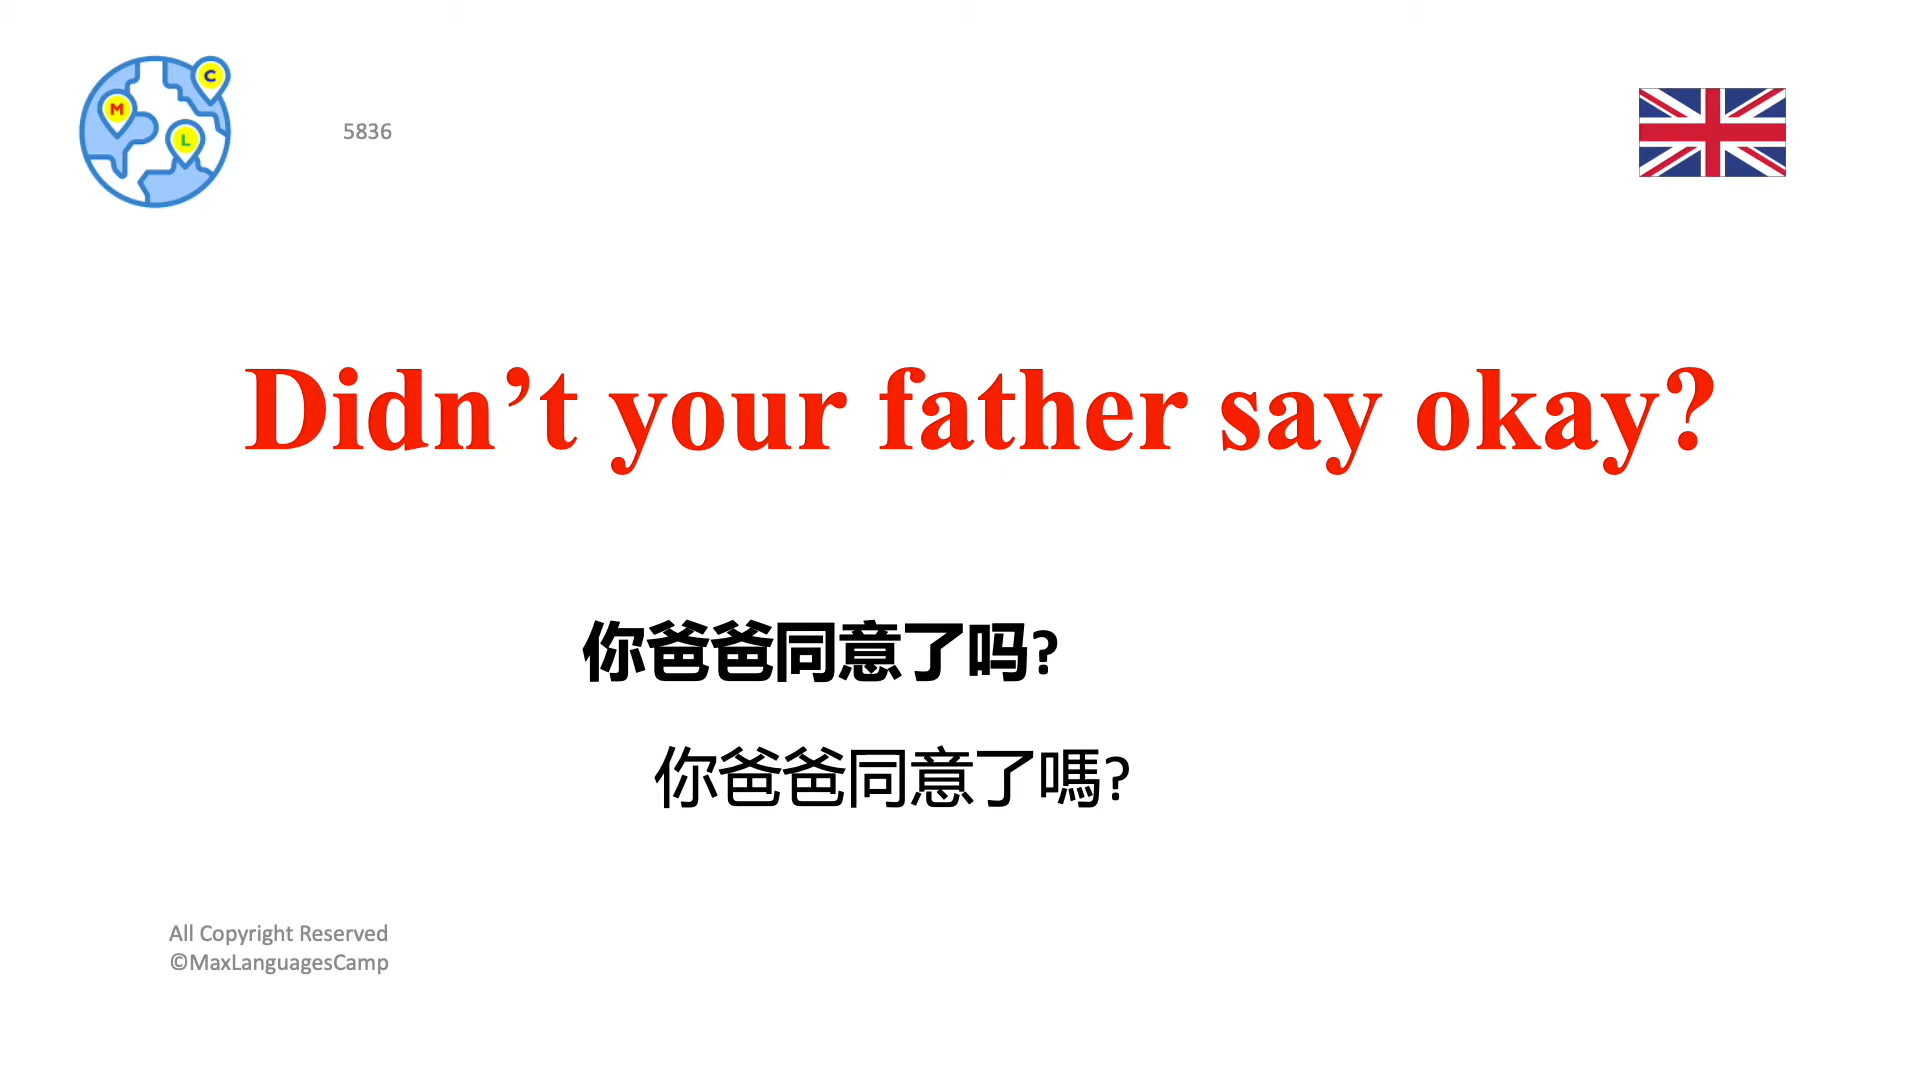 C
M
L
5836
Didn’t your father say okay?
你爸爸同意了吗?
你爸爸同意了嗎?
All Copyright Reserved
©MaxLanguagesCamp